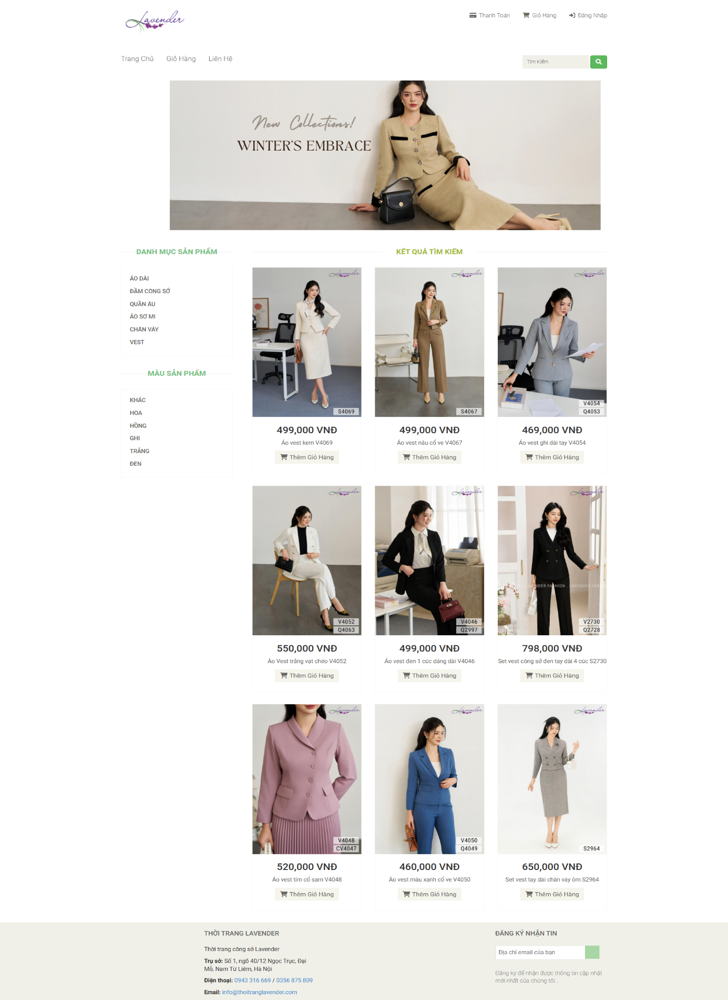 Lavender
Thanh Toán
Giỏ Hàng
Đăng Nhập
Trang Chủ
Giỏ Hàng
Liên Hệ
Tìm Kiếm
New Collections!
WINTER'S EMBRACE
DANH MỤC SẢN PHẨM
ÁO DÀI
ĐẦM CÔNG SỞ
QUẦN ÂU
ÁO SƠ MI
CHÂN VÁY
VEST
MÀU SẢN PHẨM
KHÁC
HOA
HỒNG
GHI
TRẮNG
ĐEN
KẾT QUẢ TÌM KIẾM
Lavender
S4069
499,000 VNĐ
Áo vest kem V4069
Thêm Giỏ Hàng
Lavender
S4067
499,000 VNĐ
Áo vest nâu cổ ve V4067
Thêm Giỏ Hàng
Lavender
V4054
Q4053
469,000 VNĐ
Áo vest ghi dài tay V4054
Thêm Giỏ Hàng
Lavender
V4052
Q4063
550,000 VNĐ
Áo Vest trắng vạt chéo V4052
Thêm Giỏ Hàng
Lavender
V4046
Q2997
499,000 VNĐ
Áo vest đen 1 cúc dáng dài V4046
Thêm Giỏ Hàng
Lavender
LAVENDER FASHION . LAVENDER
V2730
Q2728
798,000 VNĐ
Set vest công sở đen tay dài 4 cúc S2730
Thêm Giỏ Hàng
Lavender
V4048
CV4047
520,000 VNĐ
Áo vest tím cổ sam V4048
Thêm Giỏ Hàng
Lavender
V4050
Q4049
460,000 VNĐ
Áo vest màu xanh cổ ve V4050
Thêm Giỏ Hàng
Lavender
S2964
650,000 VNĐ
Set vest tay dài chân váy ôm S2964
Thêm Giỏ Hàng
THỜI TRANG LAVENDER
Thời trang công sở Lavender
Trụ sở: Số 1, ngõ 40/12 Ngọc Trục, Đại
Mỗ, Nam Từ Liêm, Hà Nội
Điện thoại: 0943 316 669 / 0356 875 809
Email: info@thoitranglavender.com
ĐĂNG KÝ NHẬN TIN
Địa chỉ email của bạn
Đăng ký để nhận được thông tin cập nhật
mới nhất của chúng tôi...